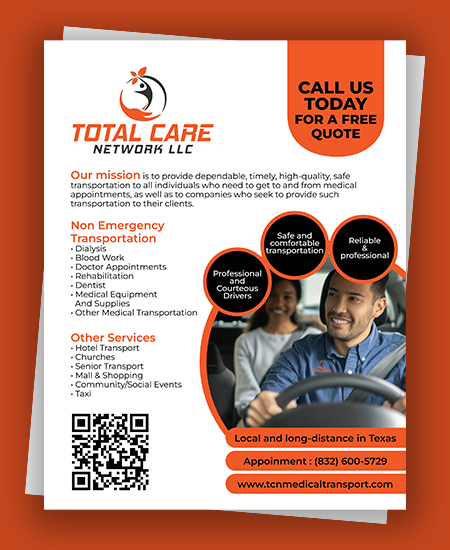 TOTAL CARE
NETWORK LLC
CALL US
TODAY
FOR A FREE
QUOTE
Our mission is to provide dependable, timely, high-quality, safe
transportation to all individuals who need to get to and from medical
appointments, as well as to companies who seek to provide such
transportation to their clients.
Non Emergency
Transportation
• Dialysis
• Blood Work
• Doctor Appointments
• Rehabilitation
• Dentist
• Medical Equipment
And Supplies
• Other Medical Transportation
Other Services
• Hotel Transport
• Churches
• Senior Transport
• Mall & Shopping
• Community/Social Events
• Taxi
Professional
and
Courteous
Drivers
Safe and
comfortable
transportation
Reliable
&
professional
Local and long-distance in Texas
Appoinment : (832) 600-5729
www.tcnmedicaltransport.com